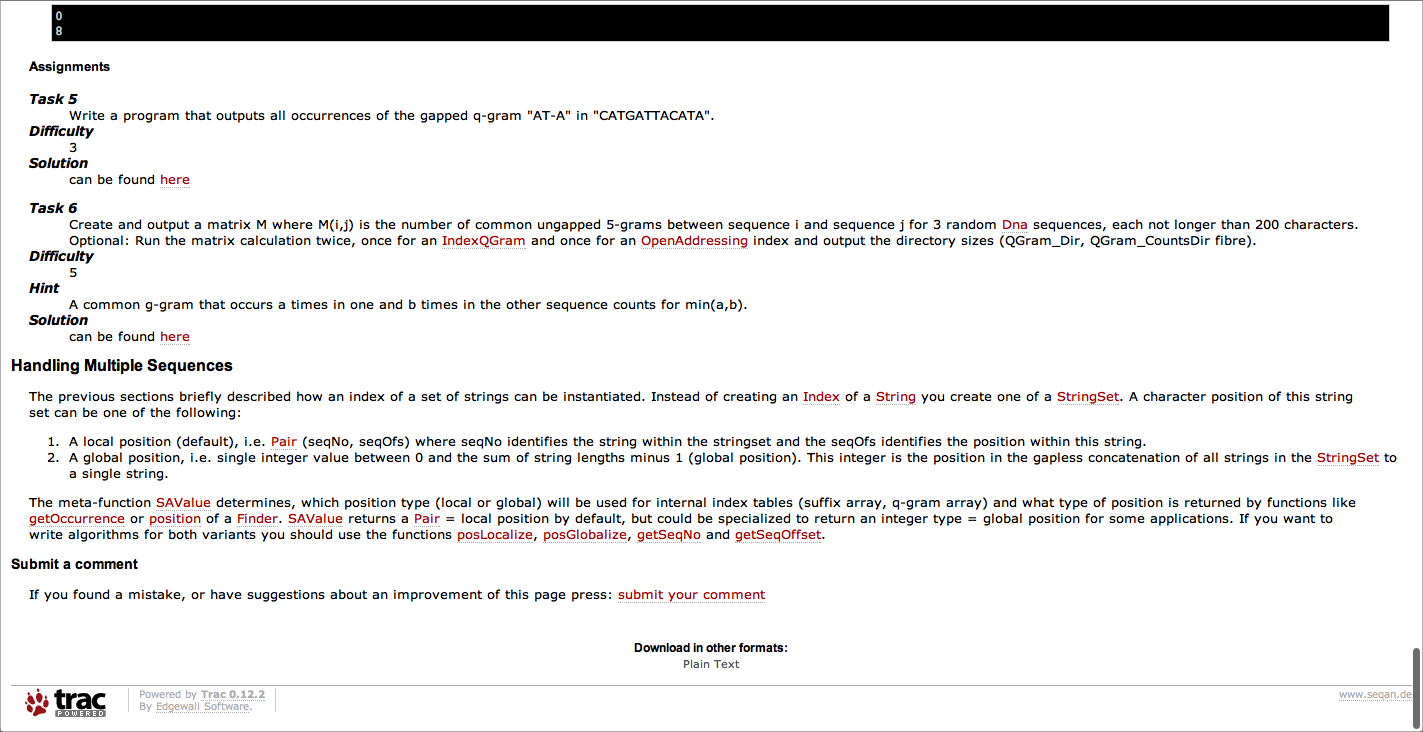 0
8
Assignments
Task 5
Write a program that outputs all occurrences of the gapped q-gram "AT-A" in "CATGATTACATA".
Difficulty
3
Solution
can be found here
Task 6
Create and output a matrix M where M(i,j) is the number of common ungapped 5-grams between sequence i and sequence j for 3 random Dna sequences, each not longer than 200 characters.
Optional: Run the matrix calculation twice, once for an IndexQGram and once for an OpenAddressing index and output the directory sizes (QGram_Dir, QGram_CountsDir fibre).
Difficulty
5
Hint
A common g-gram that occurs a times in one and b times in the other sequence counts for min(a,b).
Solution
can be found here
Handling Multiple Sequences
The previous sections briefly described how an index of a set of strings can be instantiated. Instead of creating an Index of a String you create one of a StringSet. A character position of this string
set can be one of the following:
1. A local position (default), i.e. Pair (seqNo, seqOfs) where seqNo identifies the string within the stringset and the seqOfs identifies the position within this string.
2. A global position, i.e. single integer value between 0 and the sum of string lengths minus 1 (global position). This integer is the position in the gapless concatenation of all strings in the StringSet to
a single string.
The meta-function SAValue determines, which position type (local or global) will be used for internal index tables (suffix array, q-gram array) and what type of position is returned by functions like
getOccurrence or position of a Finder. SAValue returns a Pair = local position by default, but could be specialized to return an integer type = global position for some applications. If you want to
write algorithms for both variants you should use the functions posLocalize, posGlobalize, getSeqNo and getSeqOffset.
Submit a comment
If you found a mistake, or have suggestions about an improvement of this page press: submit your comment
Download in other formats:
Plain Text
trac
POWERED
Powered by Trac 0.12.2
By Edgewall Software.
www.seqan.de